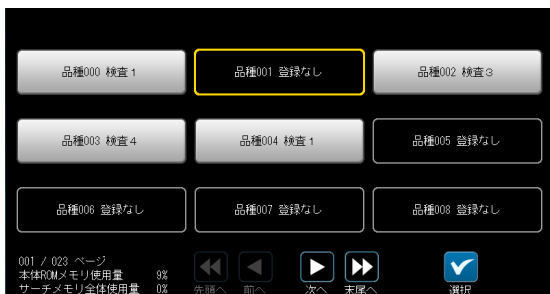 品種000 検査1
品種001 登録なし
品種002 検査3
品種003 検査4
品種004 検査1
品種005 登録なし
品種006 登録なし
品種007 登録なし
品種008 登録なし
001 / 023 ページ
本体ROMメモリ使用量 9%
サーチメモリ全体使用量 0%
先頭へ 前へ 次へ 末尾へ 選択